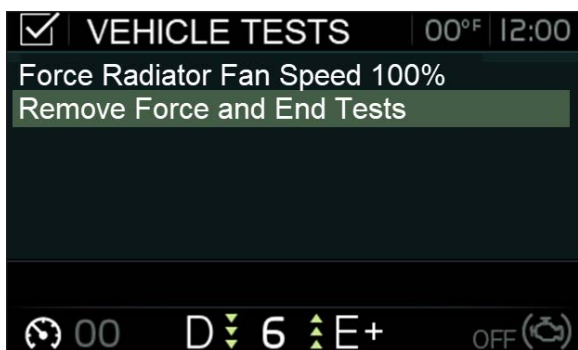 VEHICLE TESTS 00°F 12:00
Force Radiator Fan Speed 100%
Remove Force and End Tests
00 D 6 E+ OFF